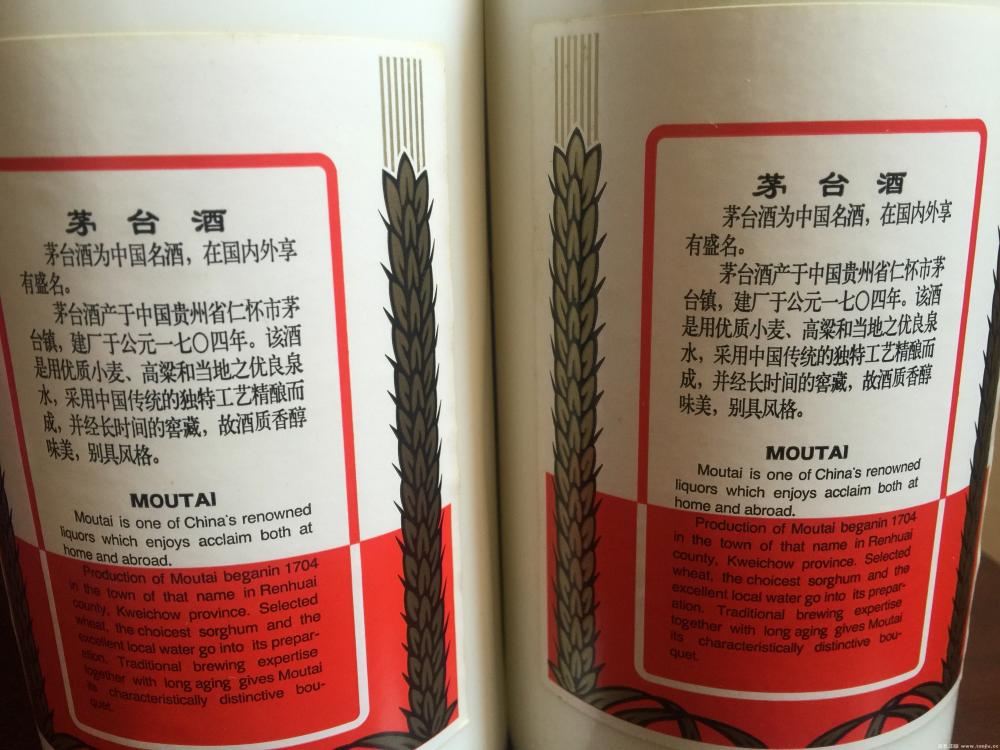 茅台酒
茅台酒为中国名酒，在国内外享
有盛名。
茅台酒产于中国贵州省仁怀市茅
台镇，建厂于公元一七〇四年。该酒
是用优质小麦、高粱和当地之优良泉
水，采用中国传统的独特工艺精酿而
成，并经长时间的窖藏，故酒质香醇
味美，别具风格。
MOUTAI
Moutai is one of China's renowned
liquors which enjoys acclaim both at
home and abroad.
Production of Moutai beganin 1704
in the town of that name in Renhuai
county, Kweichow province. Selected
wheat, the choicest sorghum and the
excellent local water go into its prepar-
ation. Traditional brewing expertise
together with long aging gives Moutai
its characteristically distinctive bou-
quet.
茅台酒
茅台酒为中国名酒，在国内外享
有盛名。
茅台酒产于中国贵州省仁怀市茅
台镇，建厂于公元一七〇四年。该酒
是用优质小麦、高粱和当地之优良泉
水，采用中国传统的独特工艺精酿而
成，并经长时间的窖藏，故酒质香醇
味美，别具风格。
MOUTAI
Moutai is one of China's renowned
liquors which enjoys acclaim both at
home and abroad.
Production of Moutai beganin 1704
in the town of that name in Renhuai
county, Kweichow province. Selected
wheat, the choicest sorghum and the
excellent local water go into its prepar-
ation. Traditional brewing expertise
together with long aging gives Moutai
its characteristically distinctive bou-
quet.